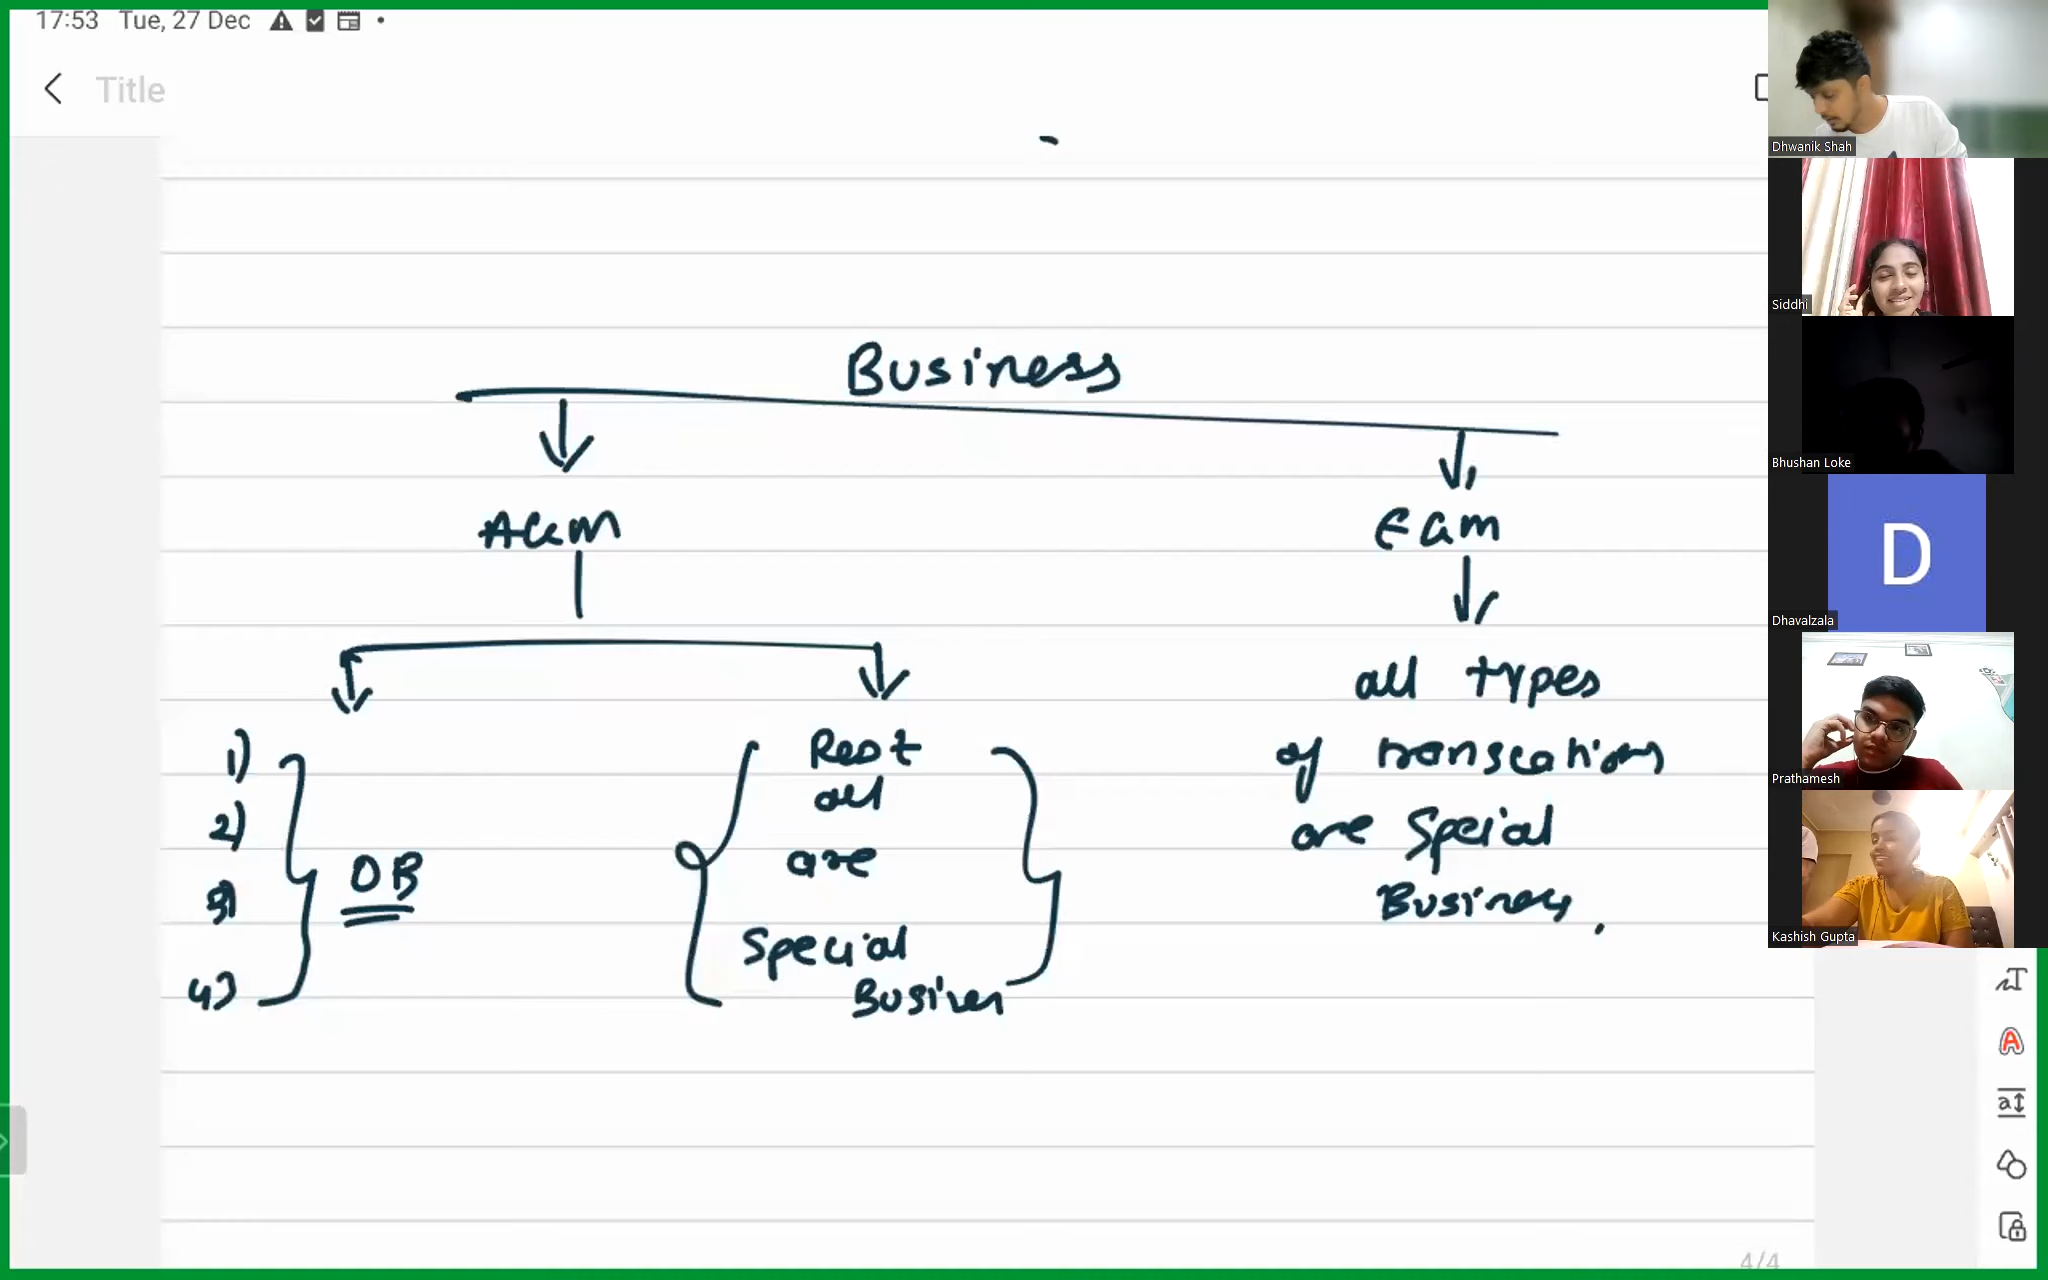 17:53 Tue, 27 Dec
Title
Business
AGM
EGM
1)
2)
3)
4)
OB
Rest
all
are
Special
Business
all types
of transcations
are Special
Business.
Dhwanik Shah
Siddhi
Bhushan Loke
D
Dhavalzala
Prathamesh
Kashish Gupta
4/4